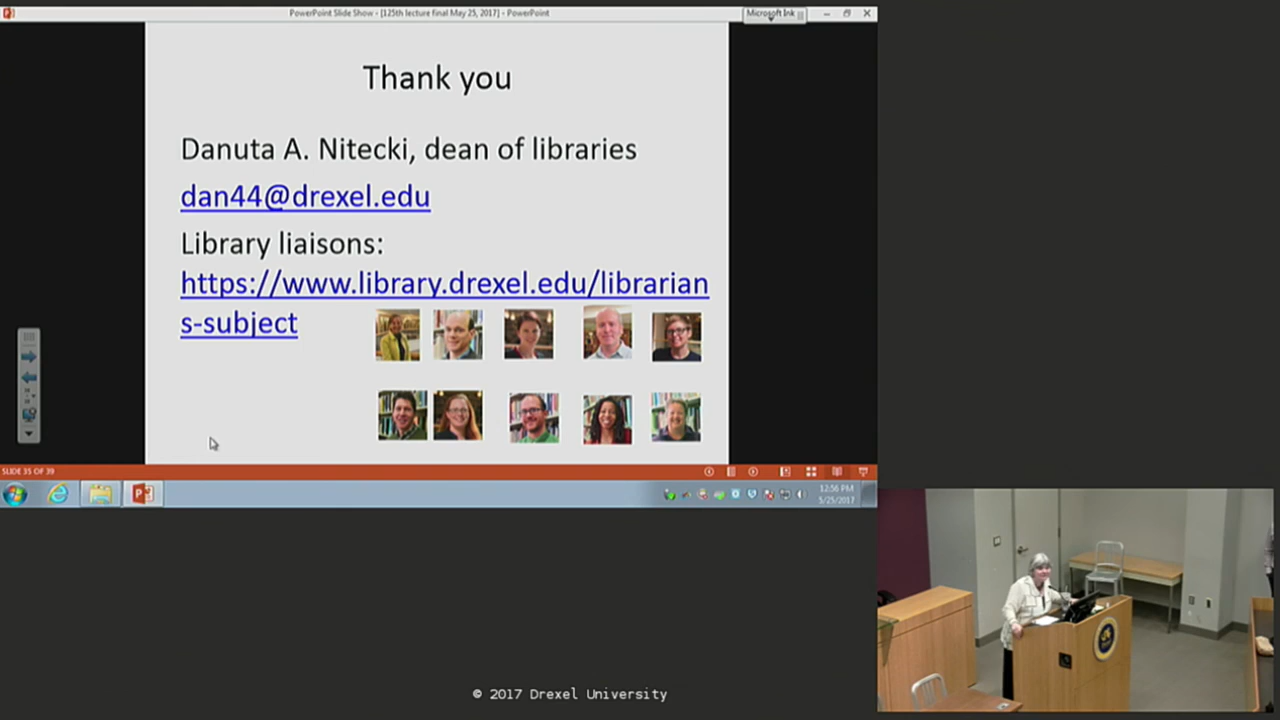 PowerPoint Slide Show - [125th lecture final May 25, 2017] - PowerPoint
Microsoft Ink
Thank you
Danuta A. Nitecki, dean of libraries
dan44@drexel.edu
Library liaisons:
https://www.library.drexel.edu/librarian
s-subject
SLIDE 35 OF 39
12:56 PM
5/25/2017
© 2017 Drexel University